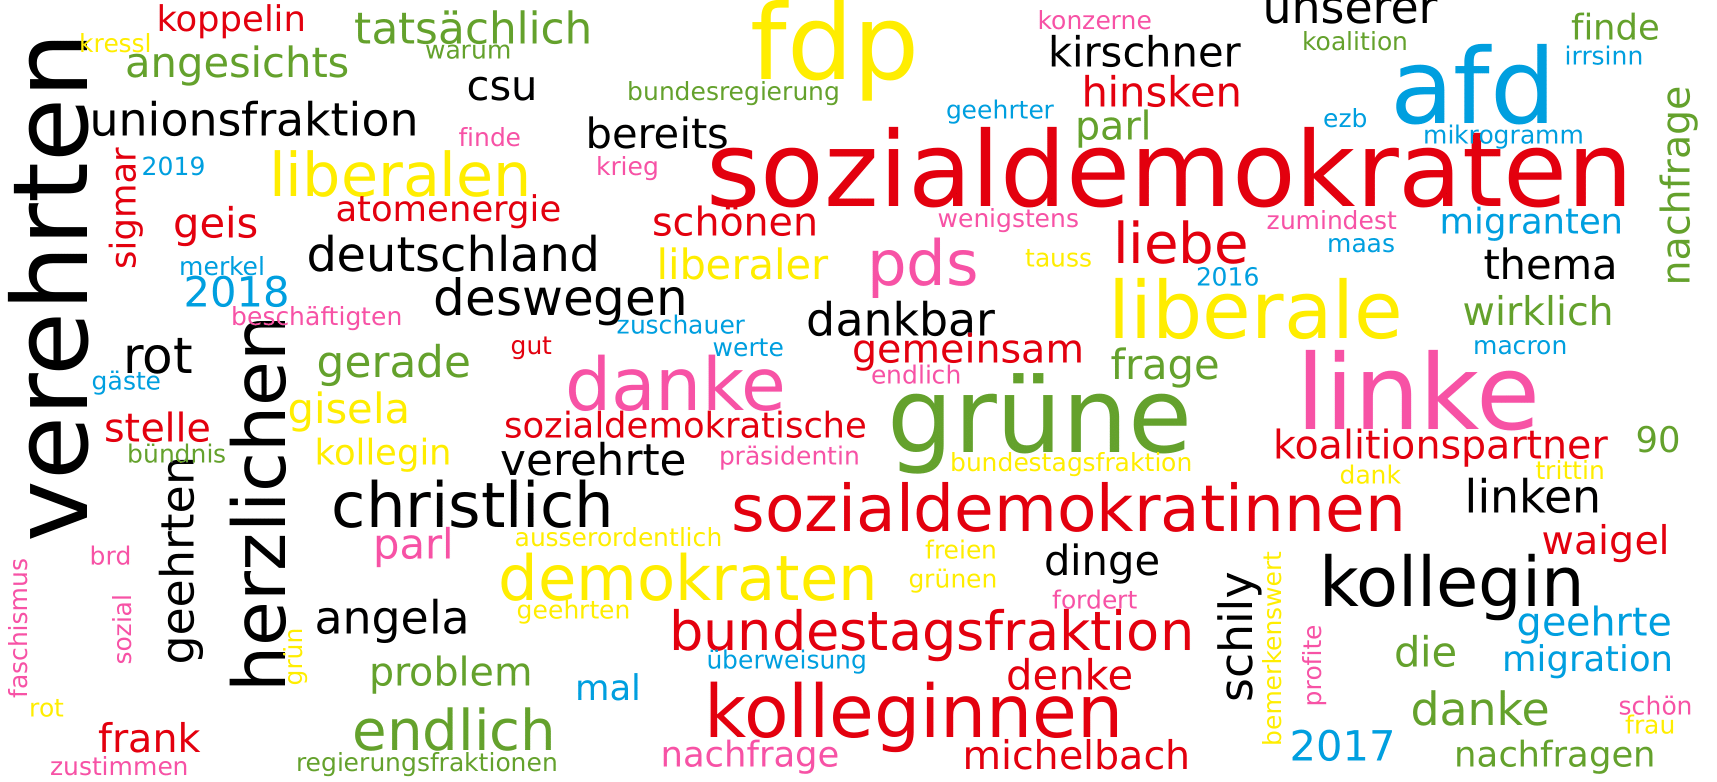 koppelin
tatsächlich
fdp
konzerne
unserer
finde
kressl
warum
kirschner
koalition
irrsinn
angesichts
csu
bundesregierung
hinsken
afd
unionsfraktion
bereits
geehrter
parl
ezb
mikrogramm
nachfrage
finde
verehrten
sigmar
2019
liberalen
krieg
sozialdemokraten
geis
atomenergie
schönen
wenigstens
liebe
zumindest
migranten
merkel
deutschland
liberaler
pds
tauss
maas
thema
2018
deswegen
2016
beschäftigten
zuschauer
dankbar
liberale
wirklich
rot
gerade
gut
werte
gemeinsam
frage
macron
gäste
herzlichen
gisela
danke
endlich
grüne
linke
stelle
sozialdemokratische
koalitionspartner
90
bündnis
kollegin
verehrte
präsidentin
bundestagsfraktion
dank
trittin
geehrten
christlich
sozialdemokratinnen
linken
brd
parl
ausserordentlich
freien
dinge
waigel
faschismus
sozial
demokraten
grünen
schilly
bemerkenswert
kollegin
angela
geehrten
fordert
geehrte
grün
bundestagsfraktion
profite
die
migration
problem
mal
überweisung
denke
rot
kolleginnen
danke
schön
frank
endlich
2017
frau
zustimmen
regierungsfraktionen
nachfrage
michelbach
nachfragen